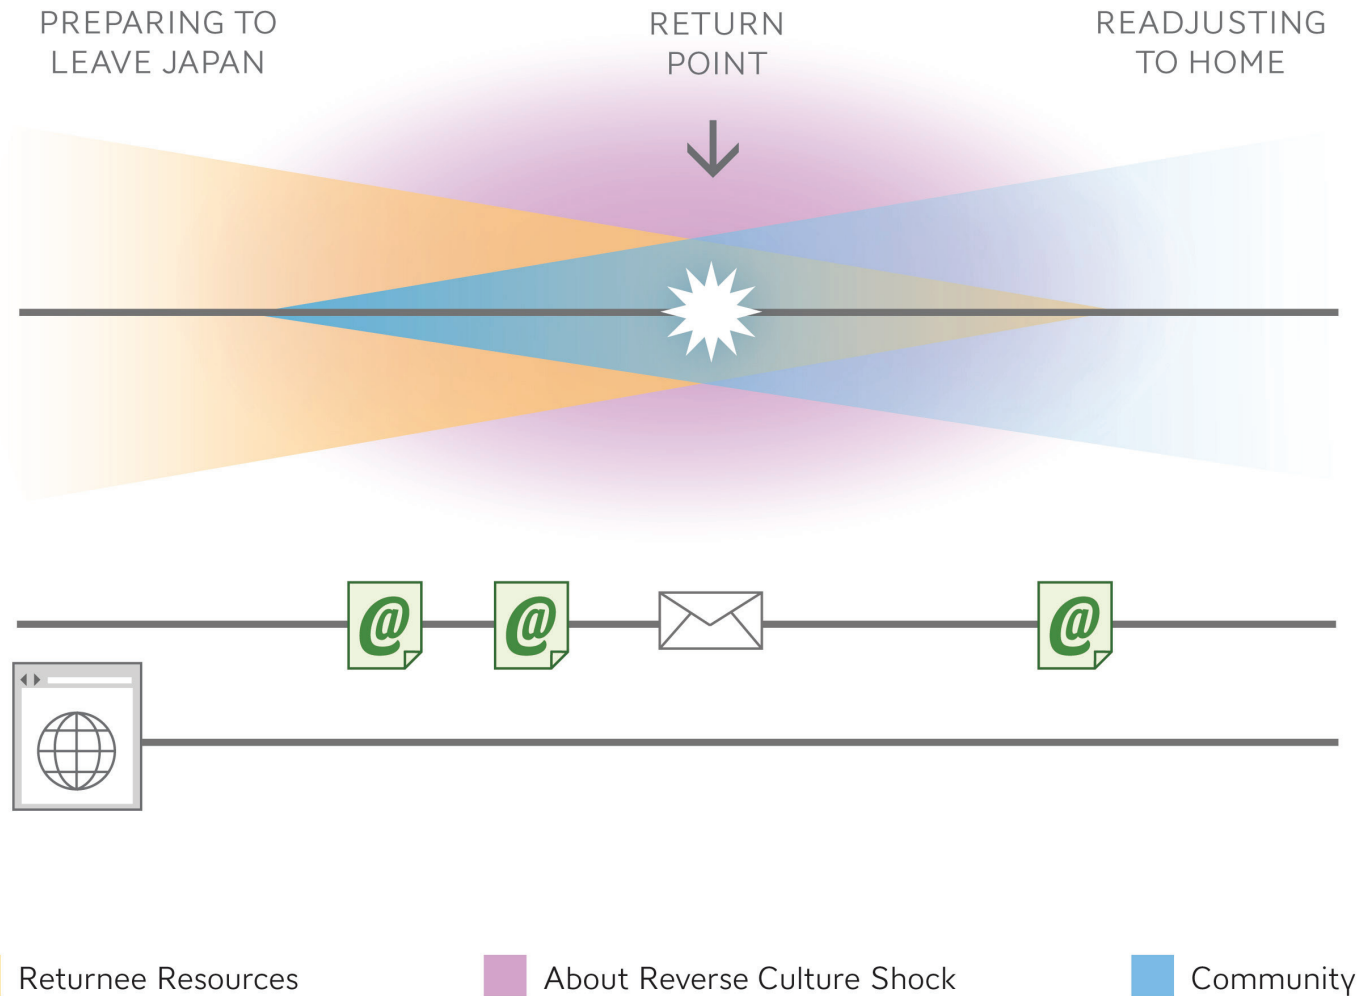 PREPARING TO
LEAVE JAPAN
RETURN
POINT
READJUSTING
TO HOME
@
@
@
Returnee Resources
About Reverse Culture Shock
Community